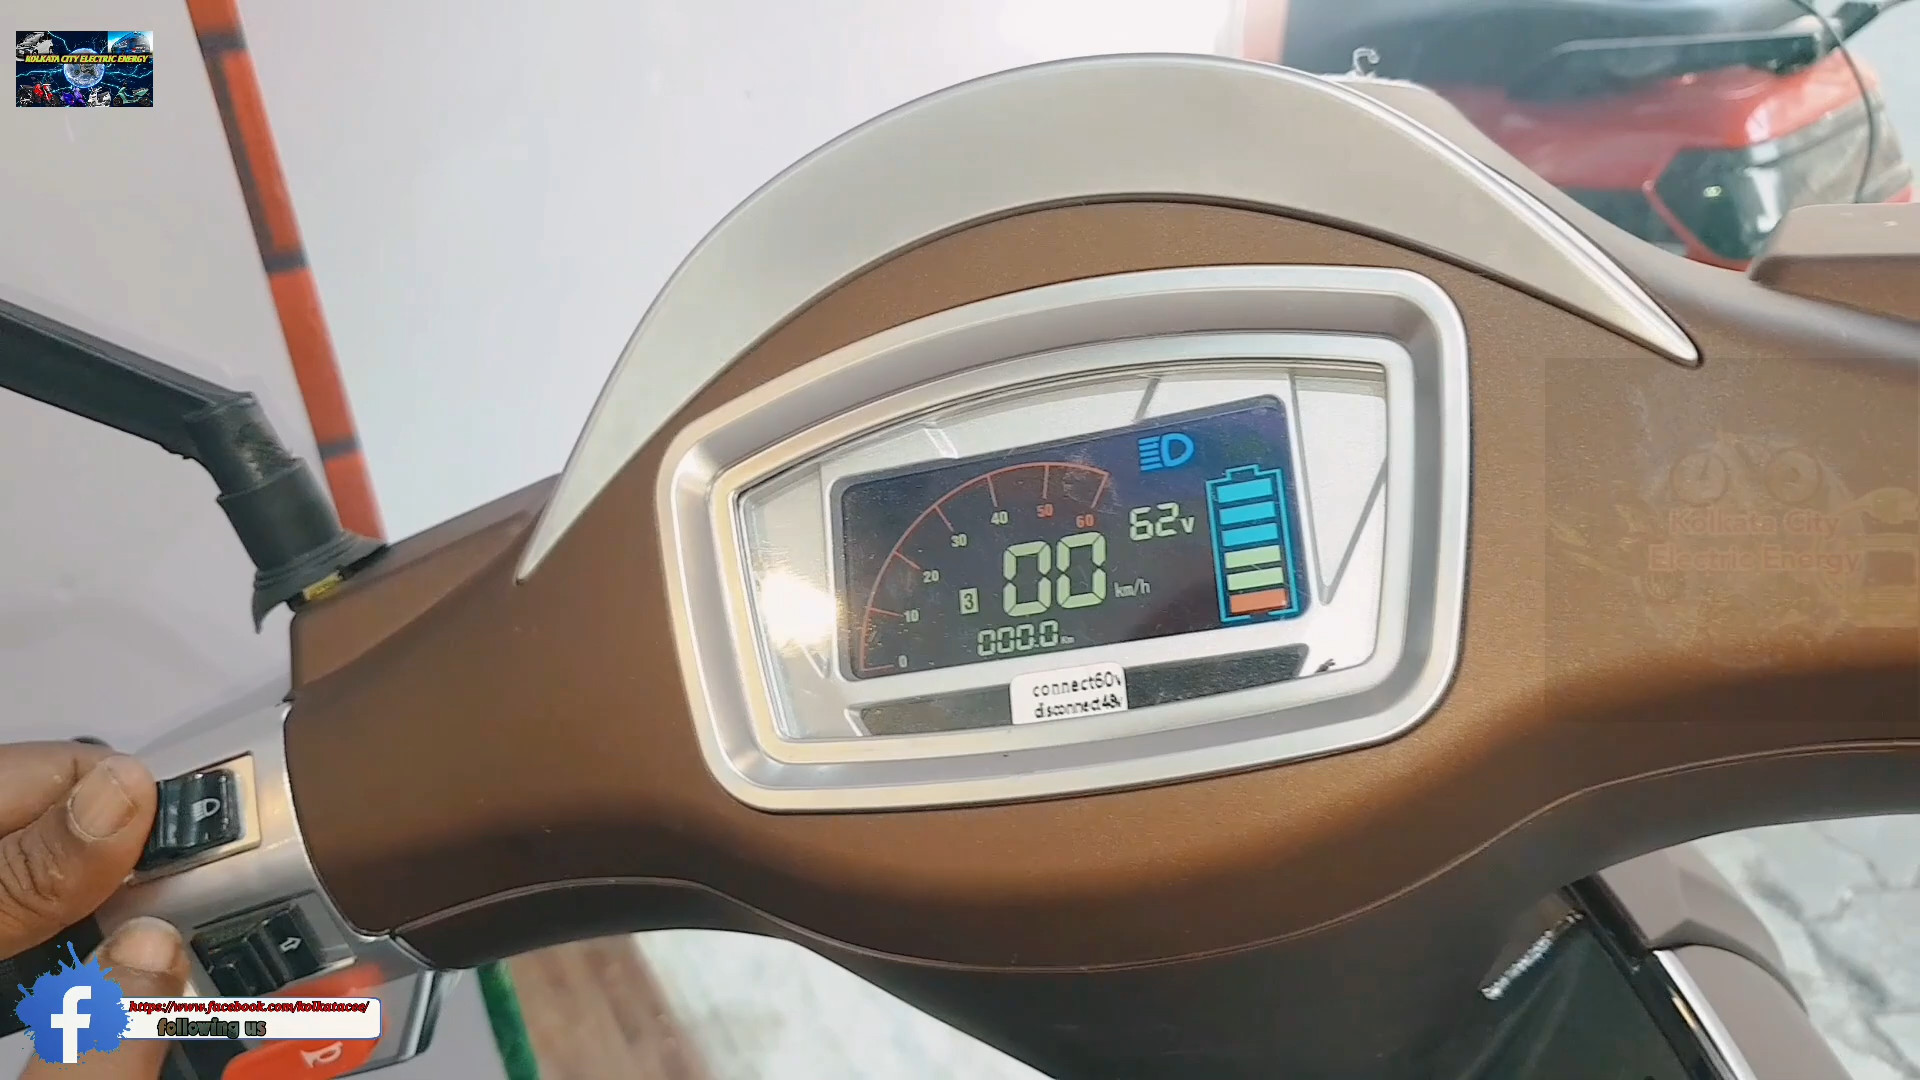 KOLKATA CITY ELECTRIC ENERGY
0
10
20
30
40
50
60
62v
3
00 km/h
000.0 Km
connect60v
disconnect48v
Kolkata City
Electric Energy
https://www.facebook.com/kolkatacee/
following us